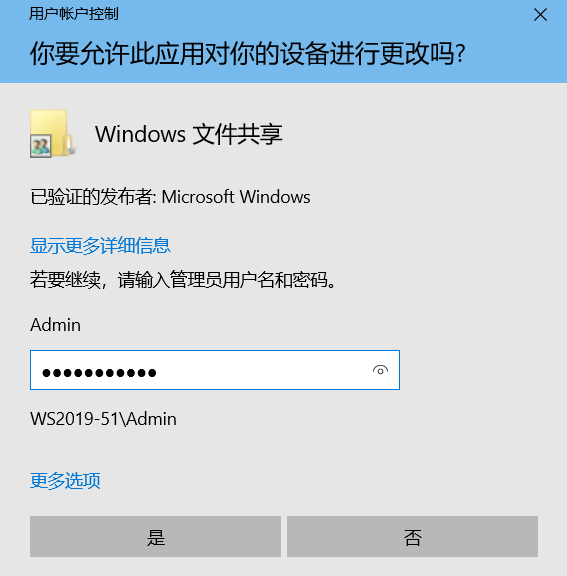 用户帐户控制
你要允许此应用对你的设备进行更改吗?
Windows 文件共享
已验证的发布者: Microsoft Windows
显示更多详细信息
若要继续，请输入管理员用户名和密码。
Admin
●●●●●●●●●●●
WS2019-51\Admin
更多选项
是
否